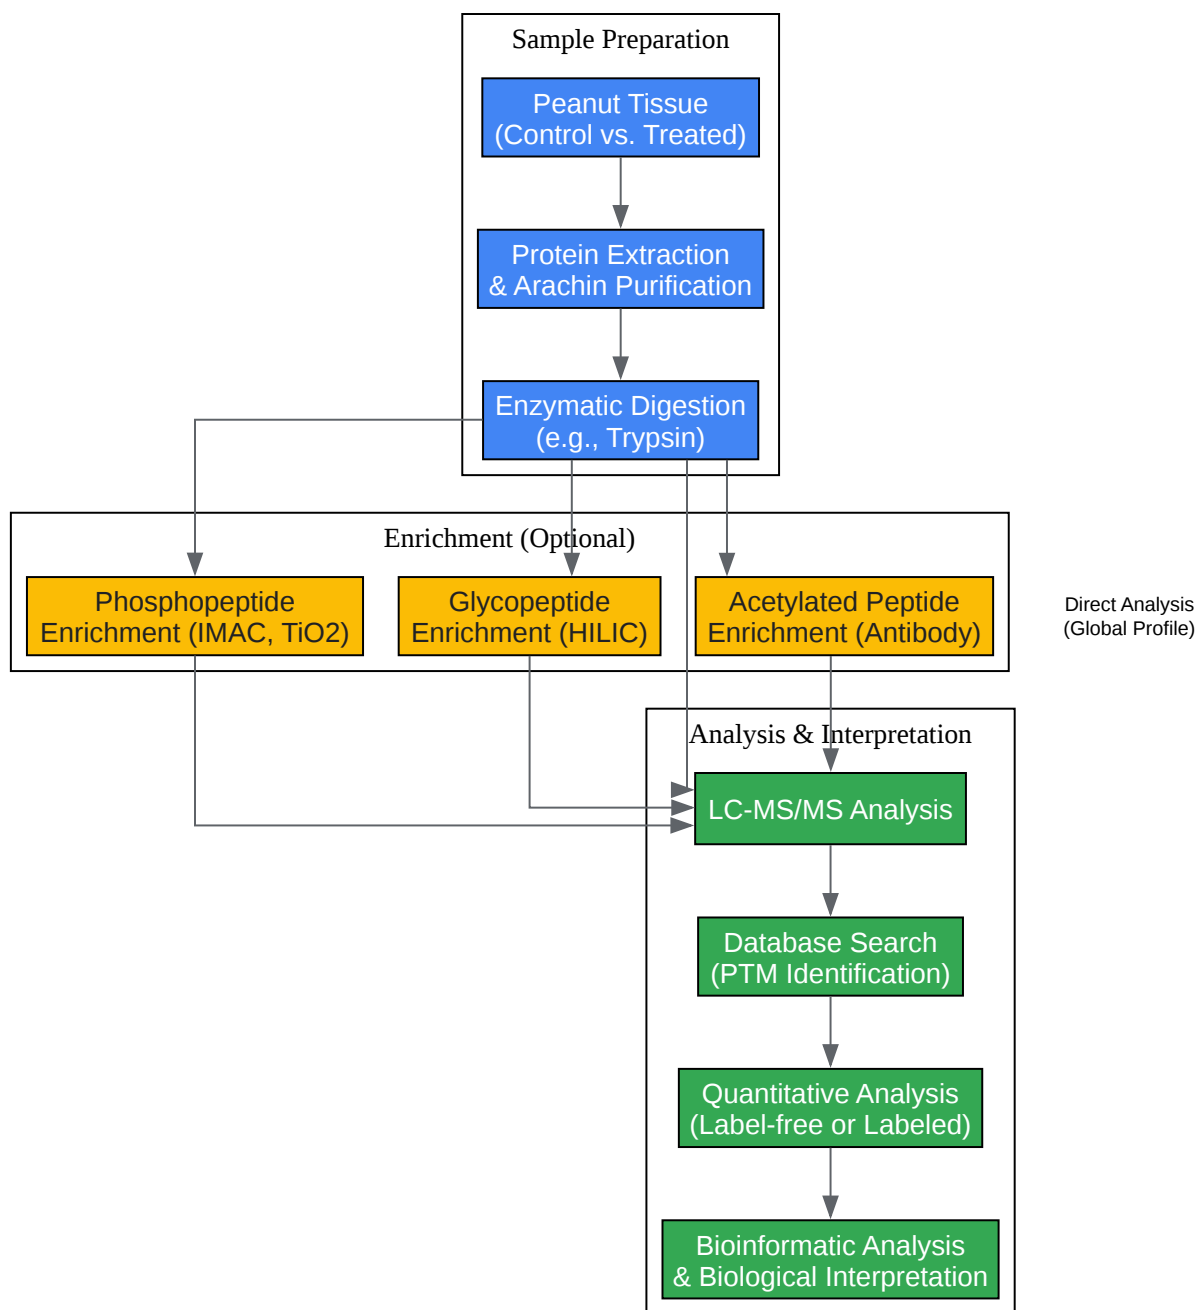 Sample Preparation
Peanut Tissue
(Control vs. Treated)
Protein Extraction
& Arachin Purification
Enzymatic Digestion
(e.g., Trypsin)
Enrichment (Optional)
Phosphopeptide
Enrichment (IMAC, TiO2)
Glycopeptide
Enrichment (HILIC)
Acetylated Peptide
Enrichment (Antibody)
Direct Analysis
(Global Profile)
Analysis & Interpretation
LC-MS/MS Analysis
Database Search
(PTM Identification)
Quantitative Analysis
(Label-free or Labeled)
Bioinformatic Analysis
& Biological Interpretation